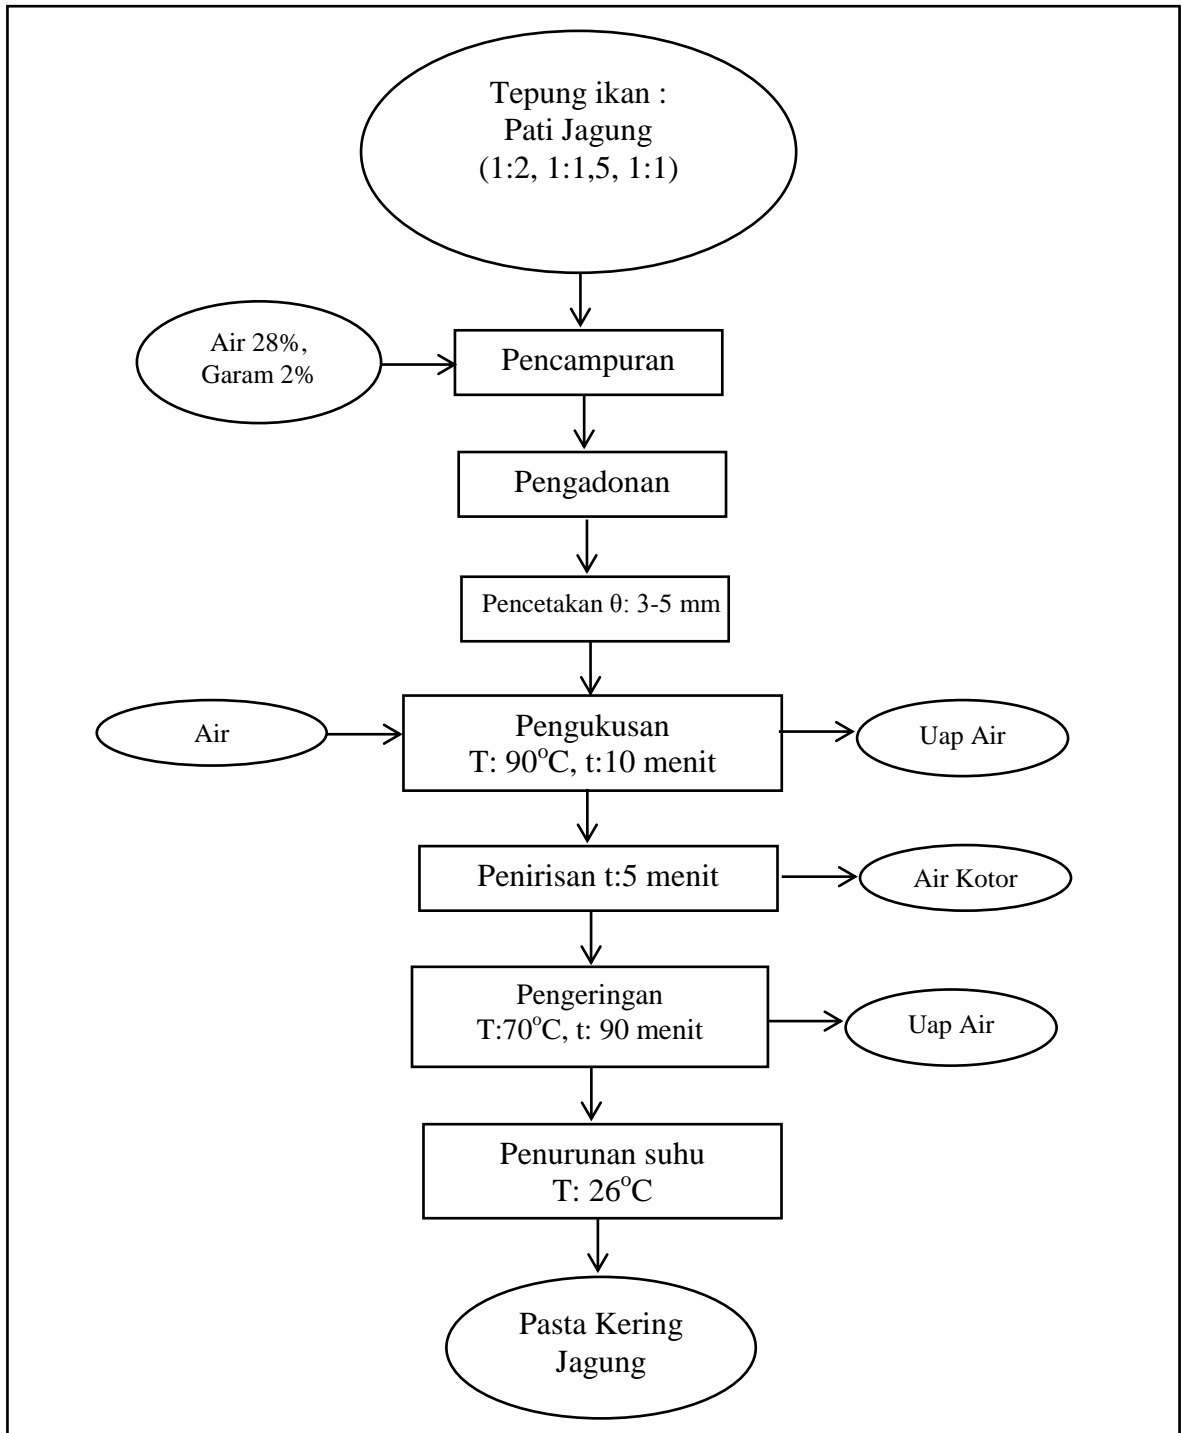 Tepung ikan :
Pati Jagung
(1:2, 1:1,5, 1:1)
Air 28%,
Garam 2%
Pencampuran
Pengadonan
Pencetakan θ: 3-5 mm
Air
Pengukusan
T: 90°C, t:10 menit
Uap Air
Penirisan t:5 menit
Air Kotor
Pengeringan
T:70°C, t: 90 menit
Uap Air
Penurunan suhu
T: 26°C
Pasta Kering
Jagung